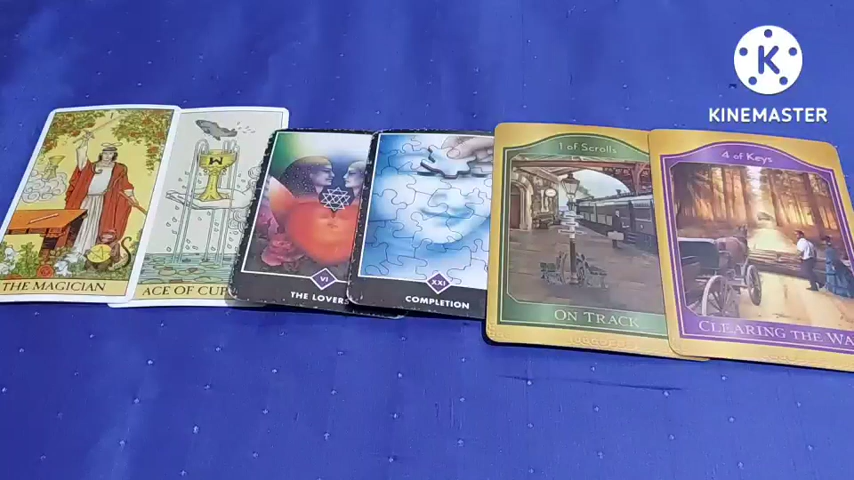 KINEMASTER
THE MAGICIAN
ACE OF CUP
VI
THE LOVERS
XXI
COMPLETION
1 of Scrolls
ON TRACK
4 of Keys
CLEARING THE WA